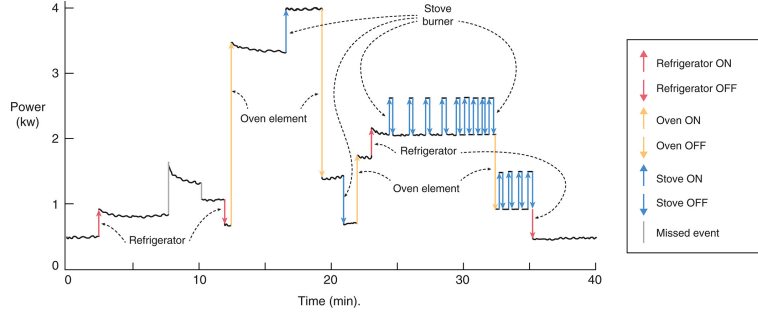 Power
(kw)
4
3
2
1
0
0
10
20
30
40
Time (min).
Stove
burner
Oven element
Refrigerator
Refrigerator
Oven element
Refrigerator ON
Refrigerator OFF
Oven ON
Oven OFF
Stove ON
Stove OFF
Missed event